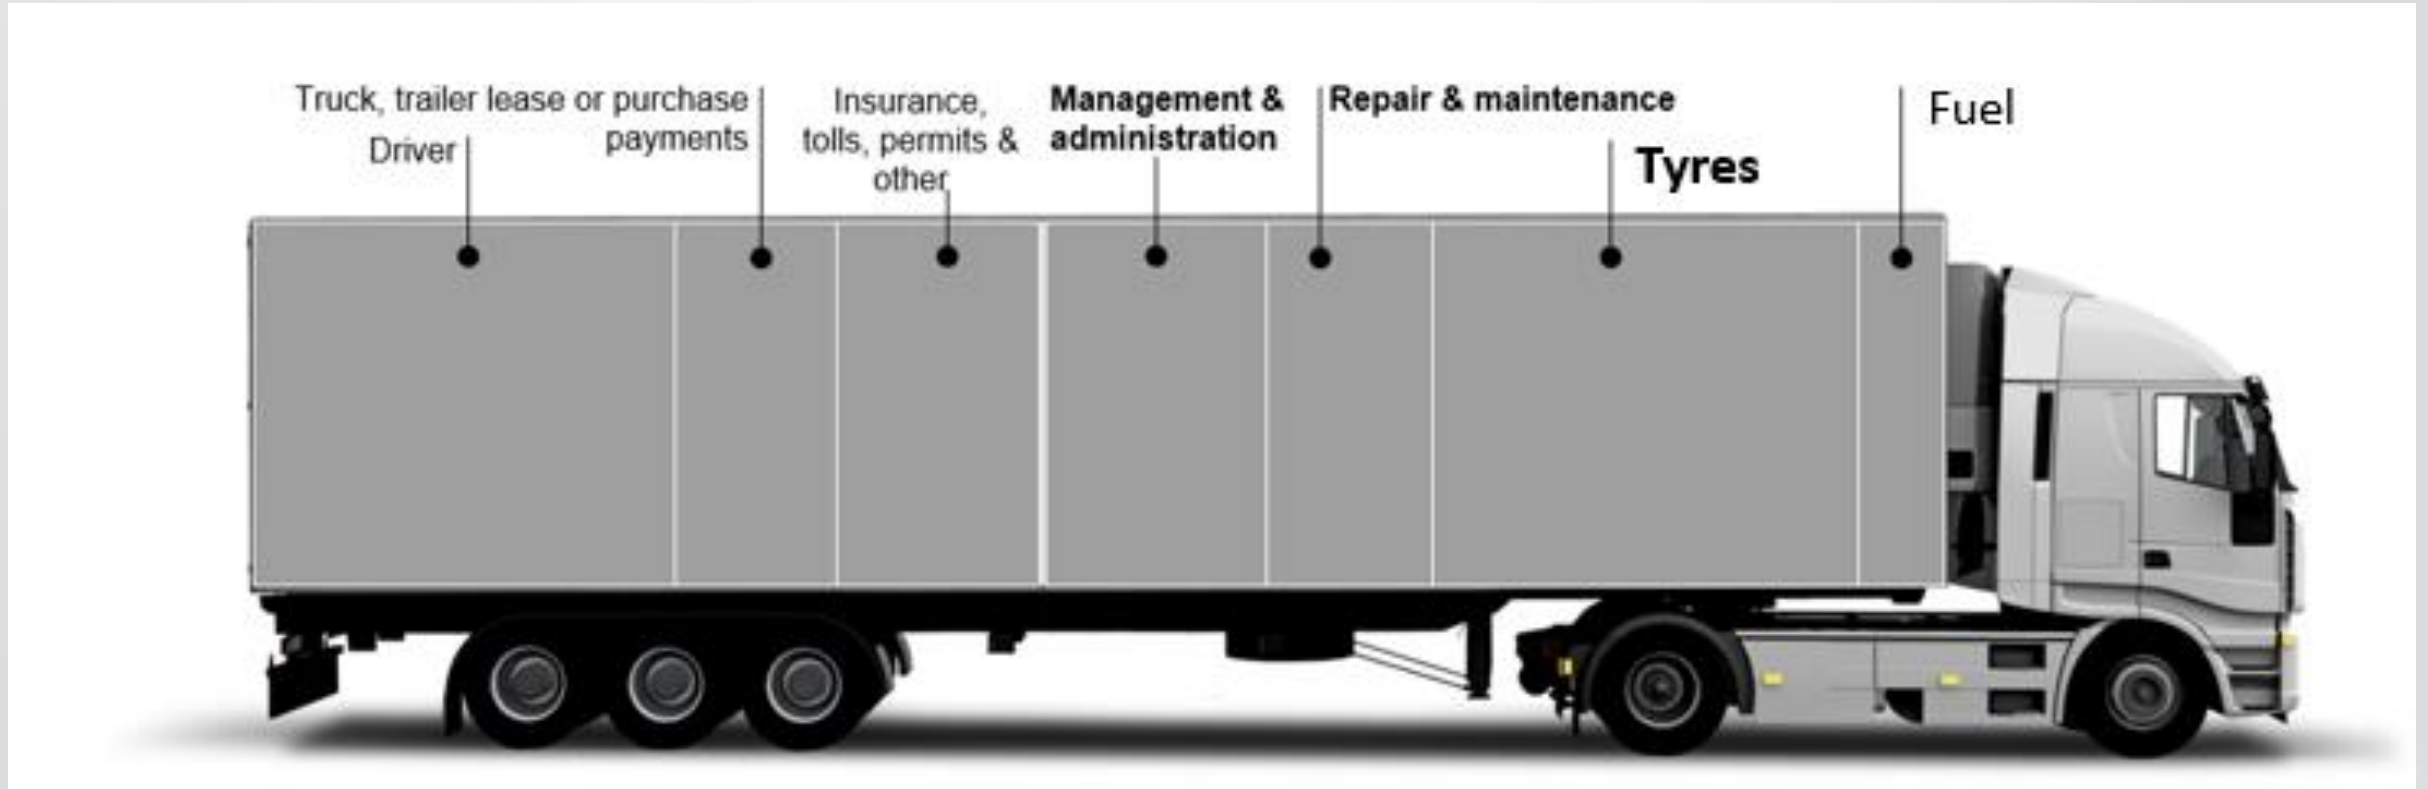 Truck, trailer lease or purchase
payments
Driver
Insurance,
tolls, permits &
other
Management &
administration
Repair & maintenance
Tyres
Fuel